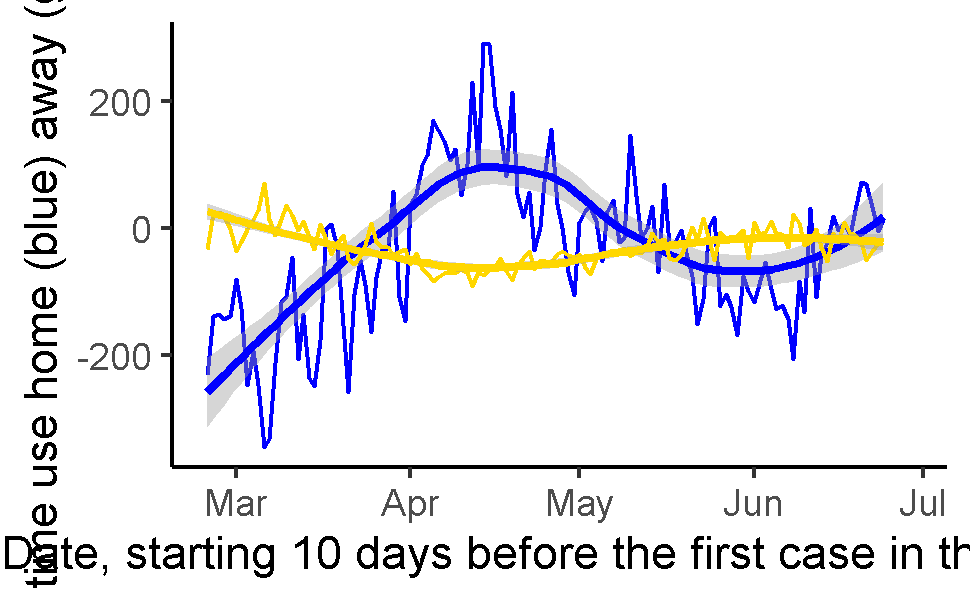 time use home (blue) away (
200
0
-200
Mar Apr May Jun Jul
Date, starting 10 days before the first case in